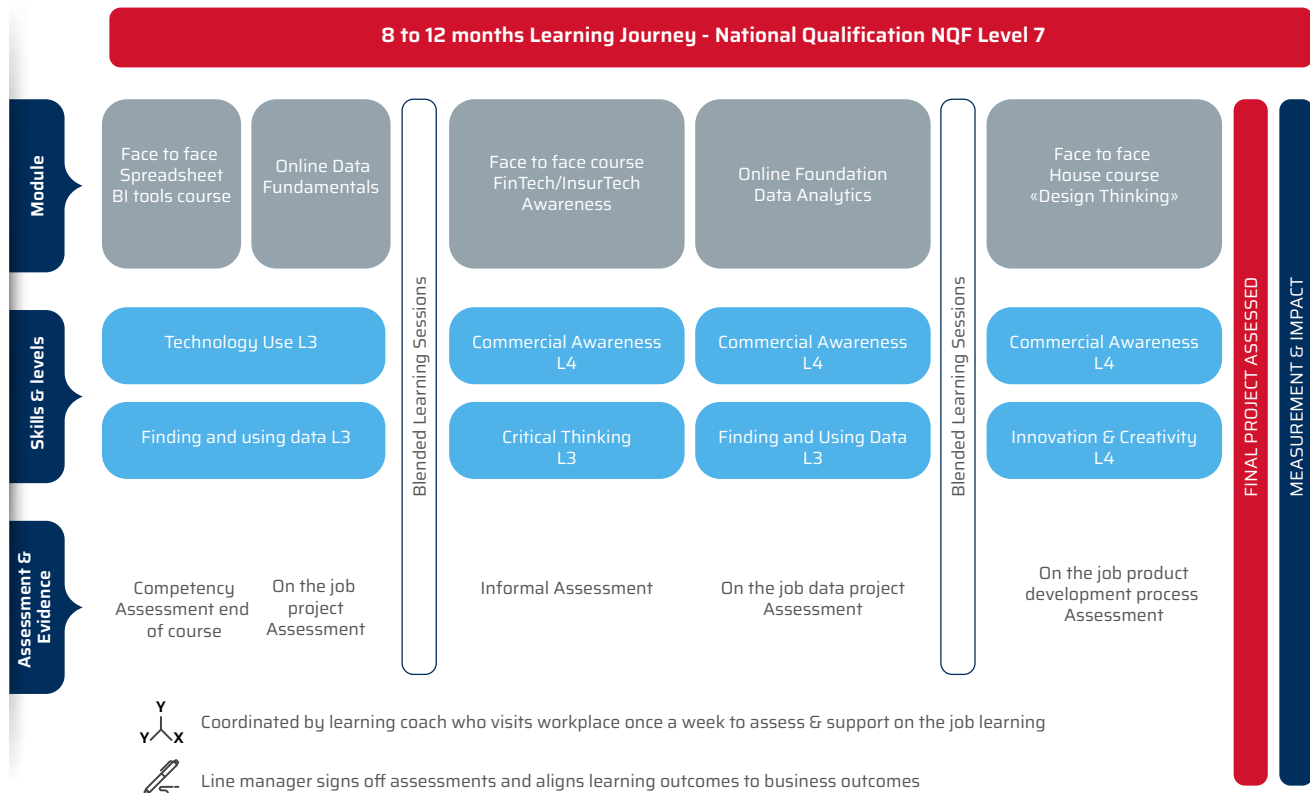 8 to 12 months Learning Journey - National Qualification NQF Level 7
Module
Face to face
Spreadsheet
BI tools course
Online Data
Fundamentals
Face to face course
FinTech/InsurTech
Awareness
Online Foundation
Data Analytics
Face to face
House course
«Design Thinking»
Skills & levels
Technology Use L3
Commercial Awareness
L4
Commercial Awareness
L4
Commercial Awareness
L4
Finding and using data L3
Critical Thinking
L3
Finding and Using Data
L3
Innovation & Creativity
L4
Blended Learning Sessions
Blended Learning Sessions
FINAL PROJECT ASSESSED
MEASUREMENT & IMPACT
Assessment &
Evidence
Competency
Assessment end
of course
On the job
project
Assessment
Informal Assessment
On the job data project
Assessment
On the job product
development process
Assessment
Y
Y X
Coordinated by learning coach who visits workplace once a week to assess & support on the job learning
Line manager signs off assessments and aligns learning outcomes to business outcomes